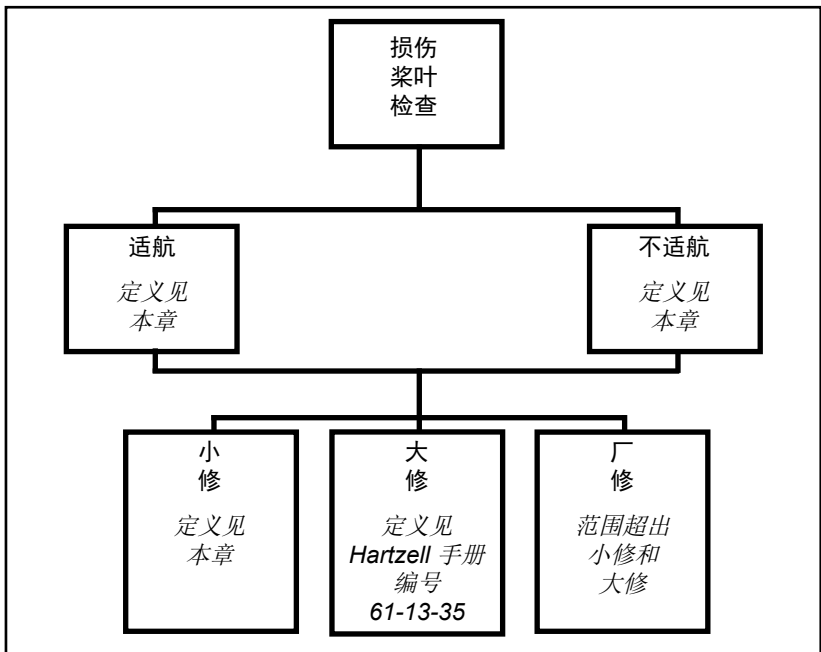 损伤
桨叶
检查
适航
定义见
本章
不适航
定义见
本章
小
修
定义见
本章
大
修
定义见
Hartzell 手册
编号
61-13-35
厂
修
范围超出
小修和
大修